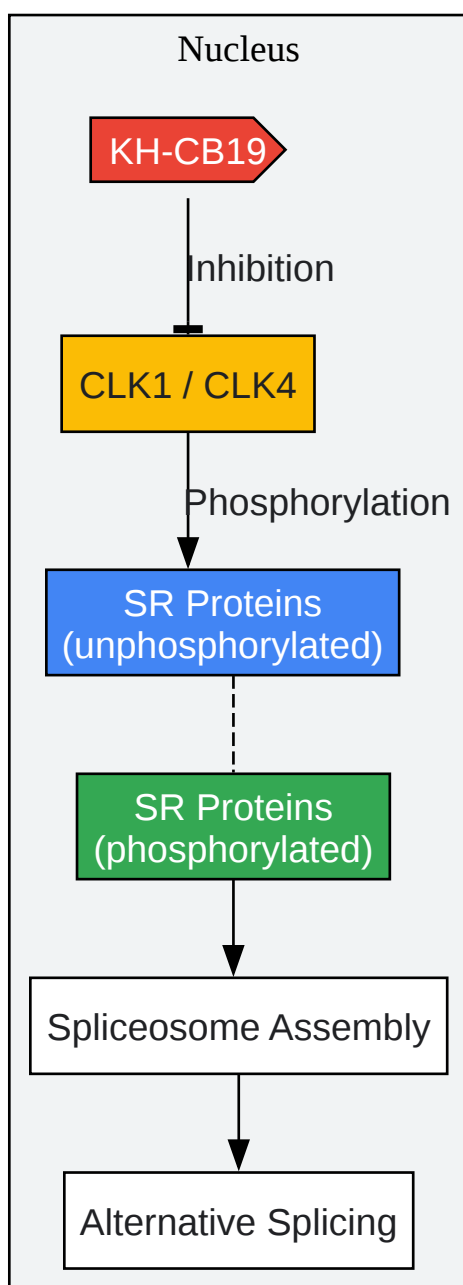 Nucleus
KH-CB19
Inhibition
CLK1 / CLK4
Phosphorylation
SR Proteins
(unphosphorylated)
SR Proteins
(phosphorylated)
Spliceosome Assembly
Alternative Splicing